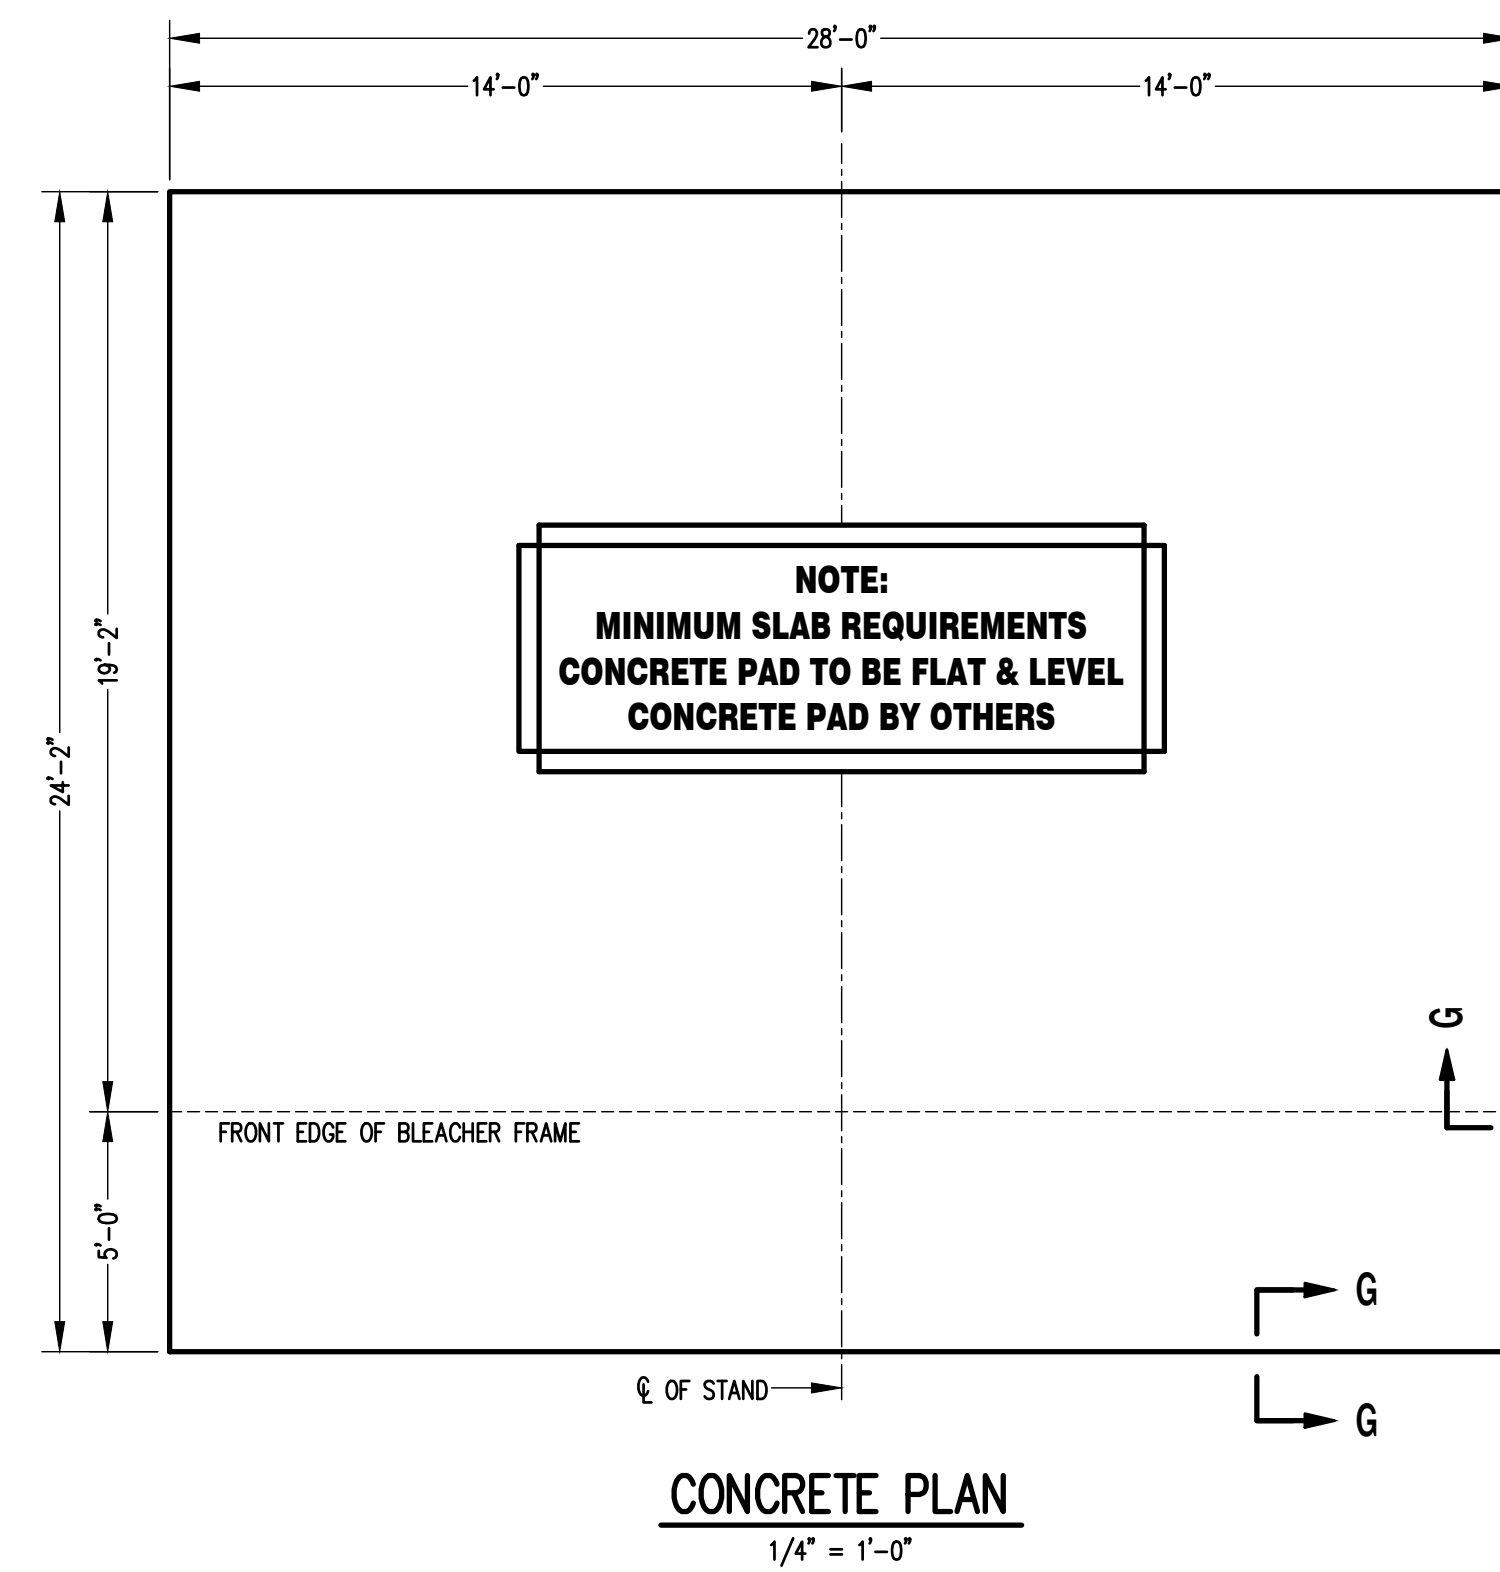 28'-0"
14'-0"
14'-0"
NOTE:
MINIMUM SLAB REQUIREMENTS
CONCRETE PAD TO BE FLAT & LEVEL
CONCRETE PAD BY OTHERS
19'-2"
24'-2"
G
FRONT EDGE OF BLEACHER FRAME
5'-0"
G
℄ OF STAND
G
CONCRETE PLAN
1/4" = 1'-0"